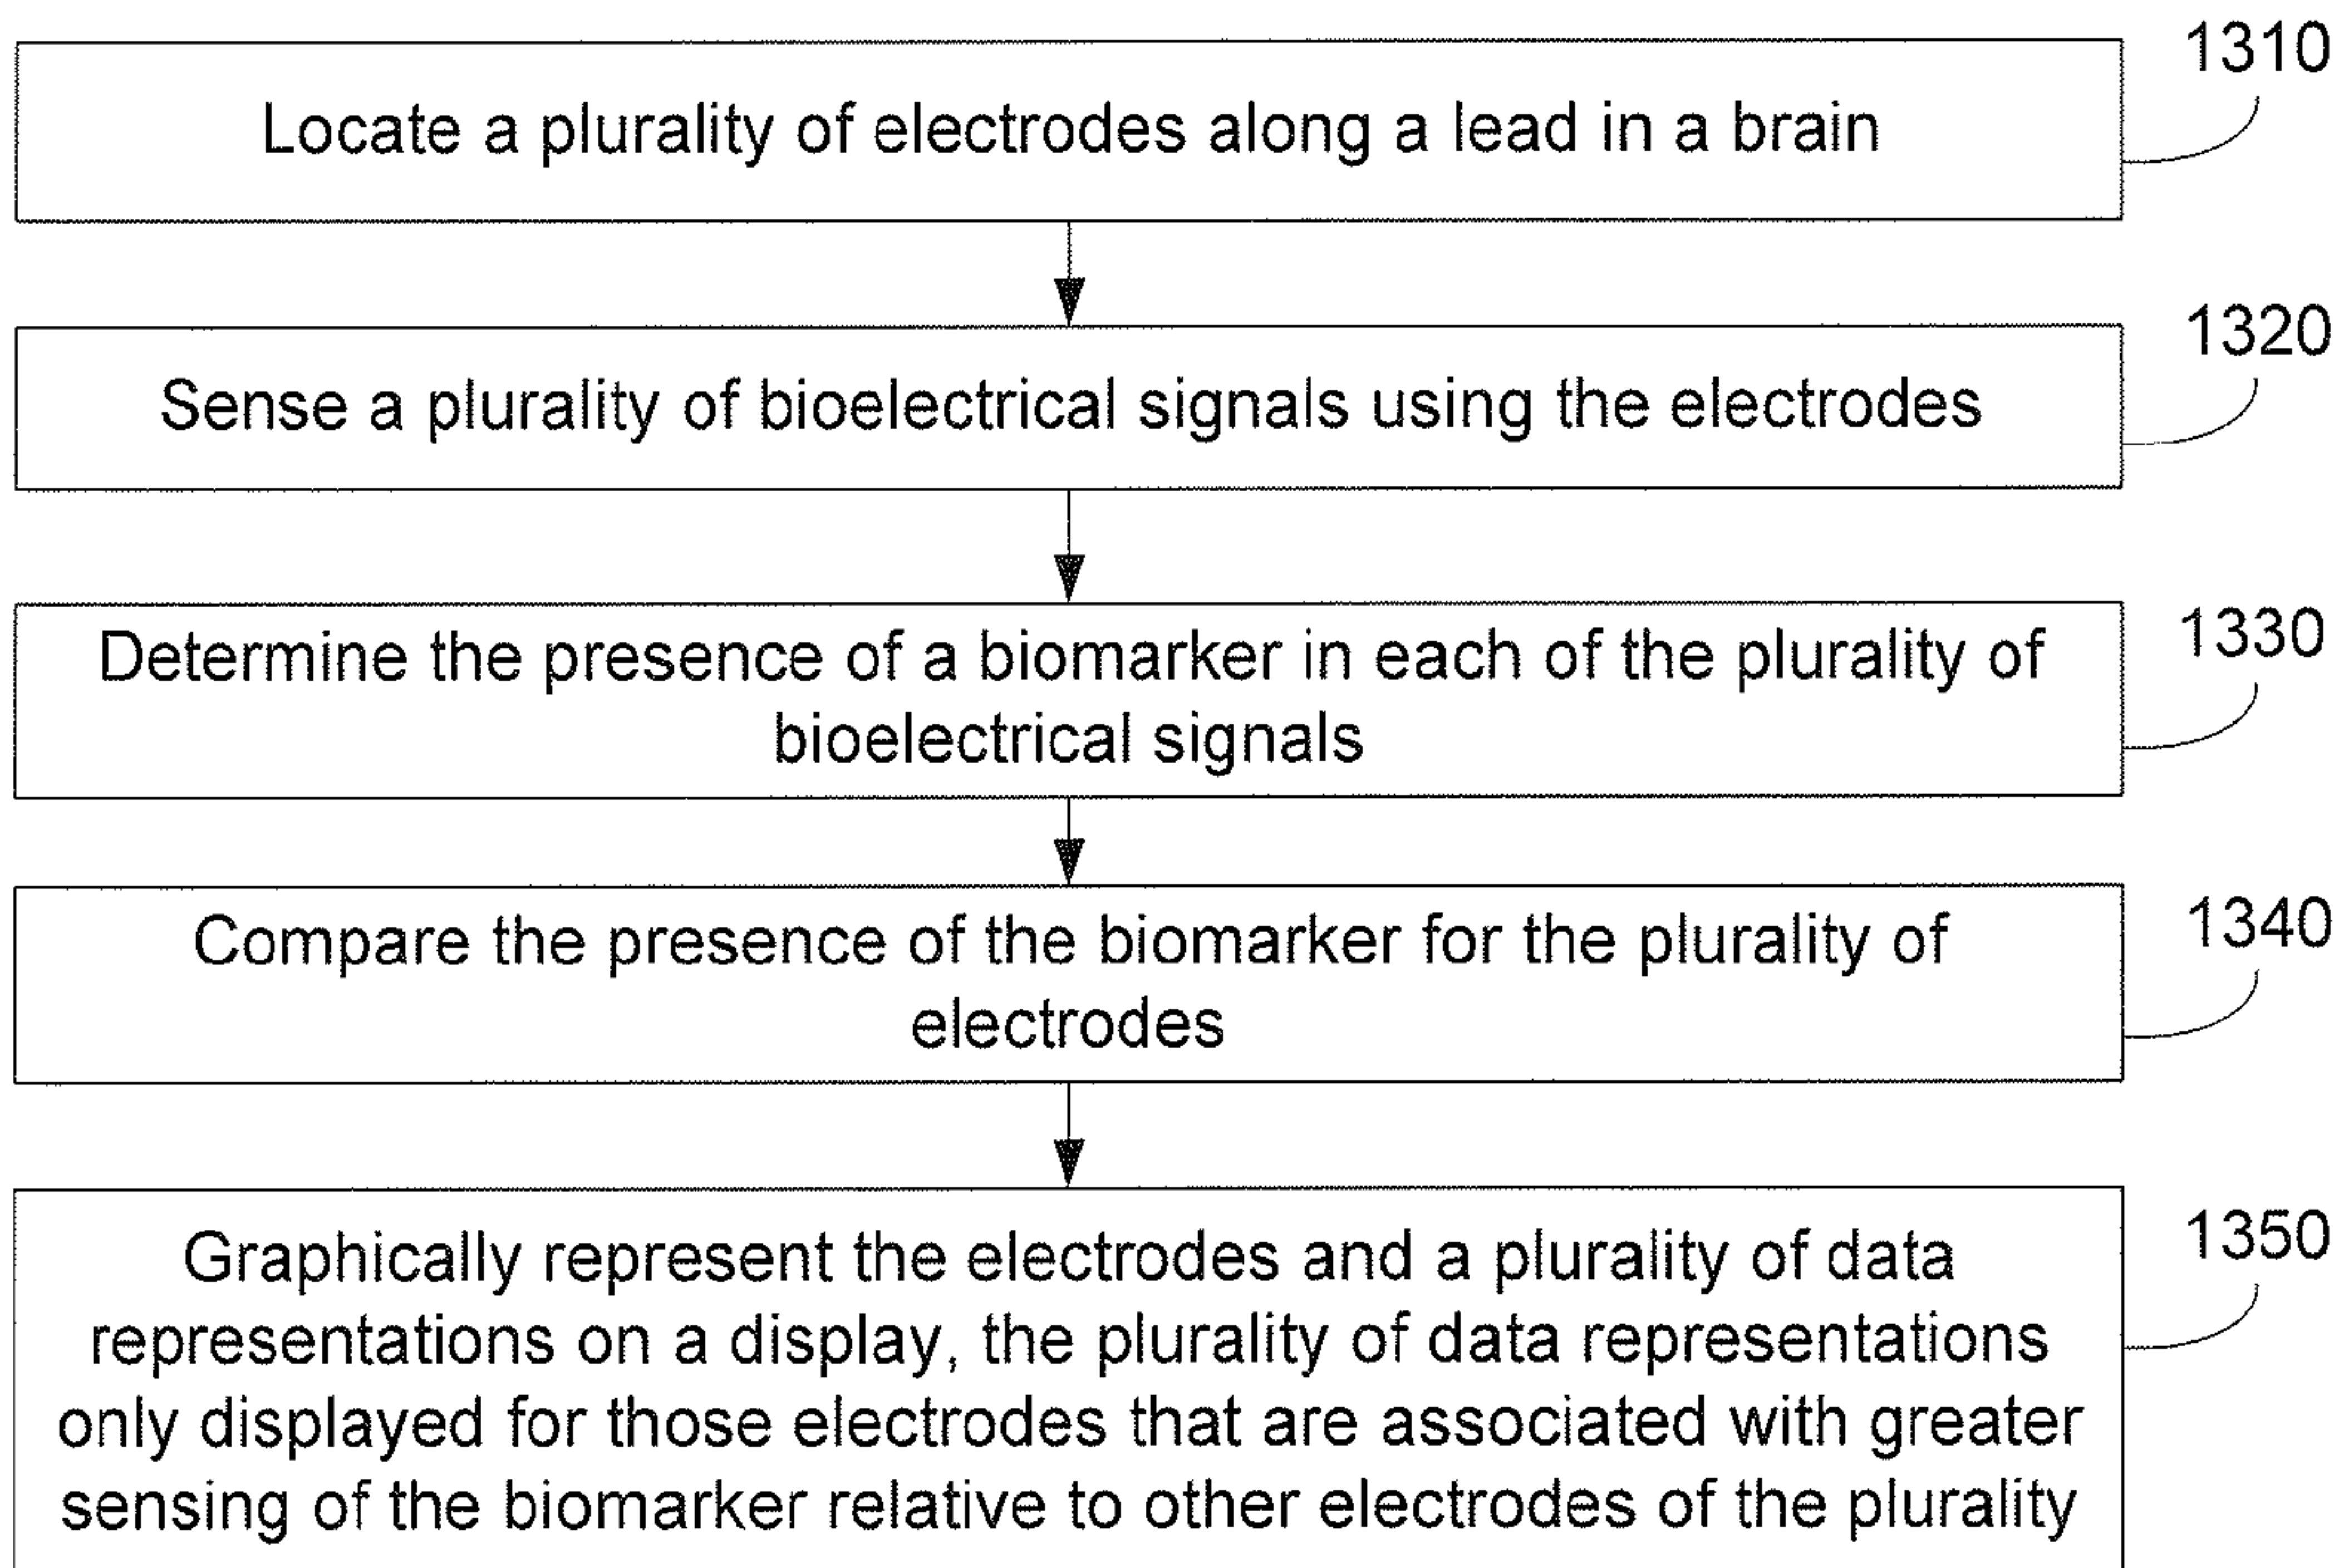 1310
Locate a plurality of electrodes along a lead in a brain
1320
Sense a plurality of bioelectrical signals using the electrodes
1330
Determine the presence of a biomarker in each of the plurality of
bioelectrical signals
1340
Compare the presence of the biomarker for the plurality of
electrodes
1350
Graphically represent the electrodes and a plurality of data
representations on a display, the plurality of data representations
only displayed for those electrodes that are associated with greater
sensing of the biomarker relative to other electrodes of the plurality